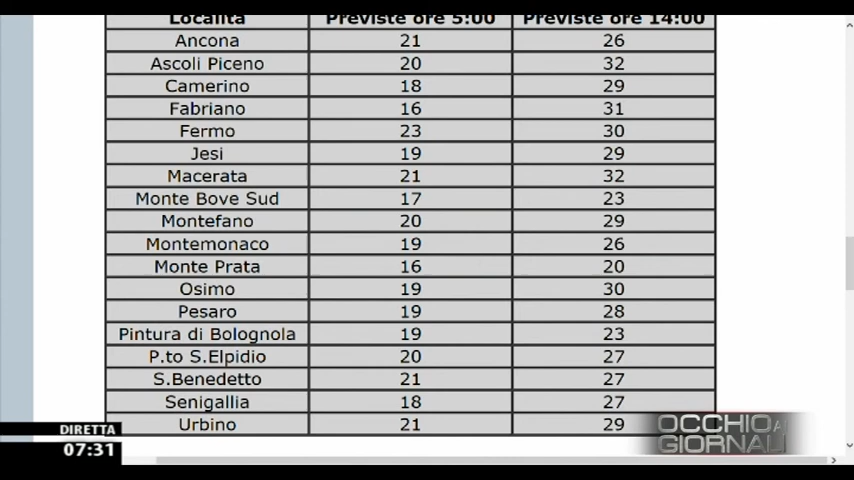 Località Previste ore 5:00 Previste ore 14:00
Ancona 21 26
Ascoli Piceno 20 32
Camerino 18 29
Fabriano 16 31
Fermo 23 30
Jesi 19 29
Macerata 21 32
Monte Bove Sud 17 23
Montefano 20 29
Montemonaco 19 26
Monte Prata 16 20
Osimo 19 30
Pesaro 19 28
Pintura di Bolognola 19 23
P.to S.Elpidio 20 27
S.Benedetto 21 27
Senigallia 18 27
Urbino 21 29
DIRETTA
07:31
OCCHIO AI
GIORNALI